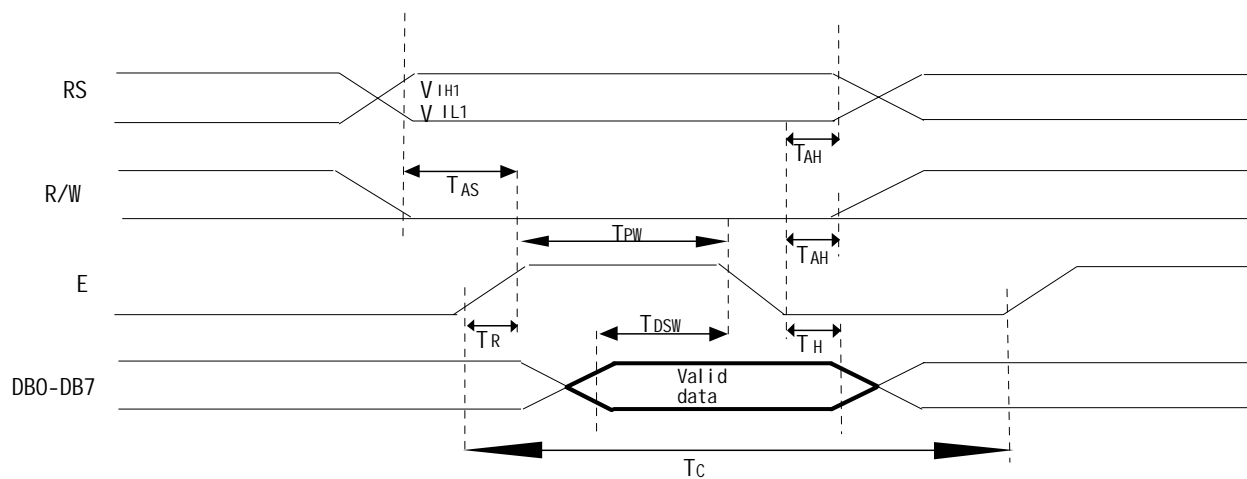 RS
VIH1
VIL1
TAH
R/W
TAS
TPW
TAH
E
TR
TDSW
TH
DB0-DB7
Valid
data
TC